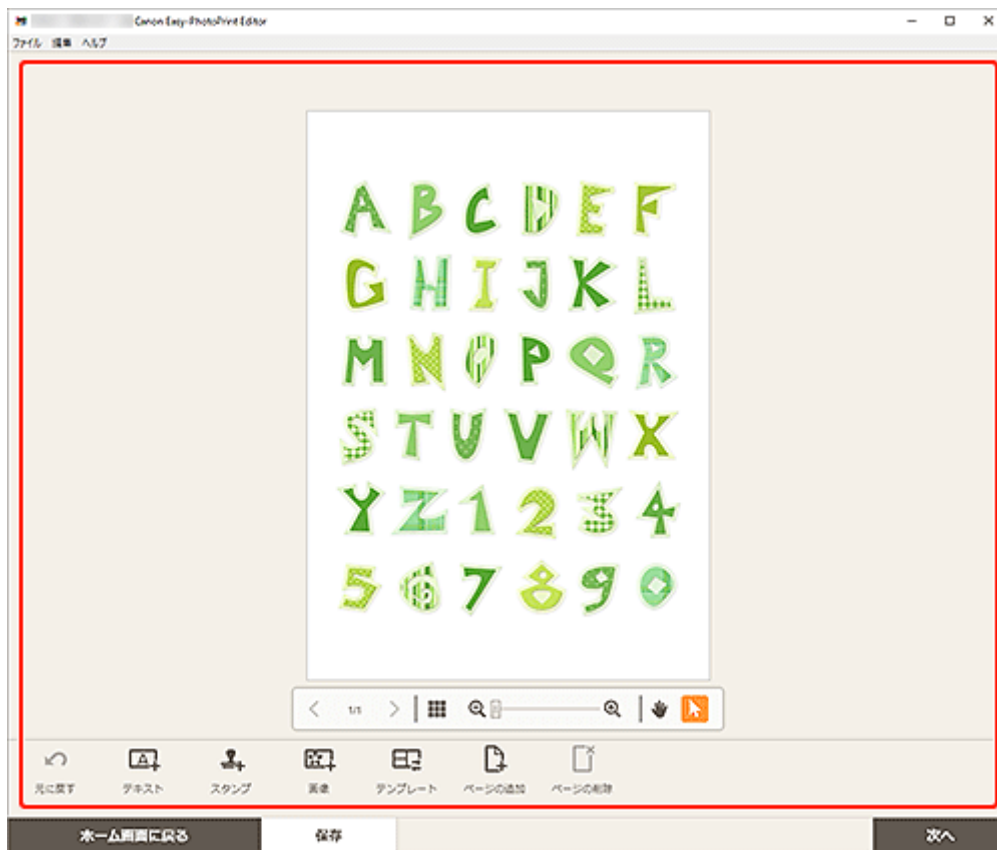 Canon Easy-PhotoPrint Editor
ファイル 編集 ヘルプ
A B C D E F
G H I J K L
M N O P Q R
S T U V W X
Y Z 1 2 3 4
5 6 7 8 9 0
1/1
元に戻す テキスト スタンプ 画像 テンプレート ページの追加 ページの削除
ホーム画面に戻る 保存 次へ